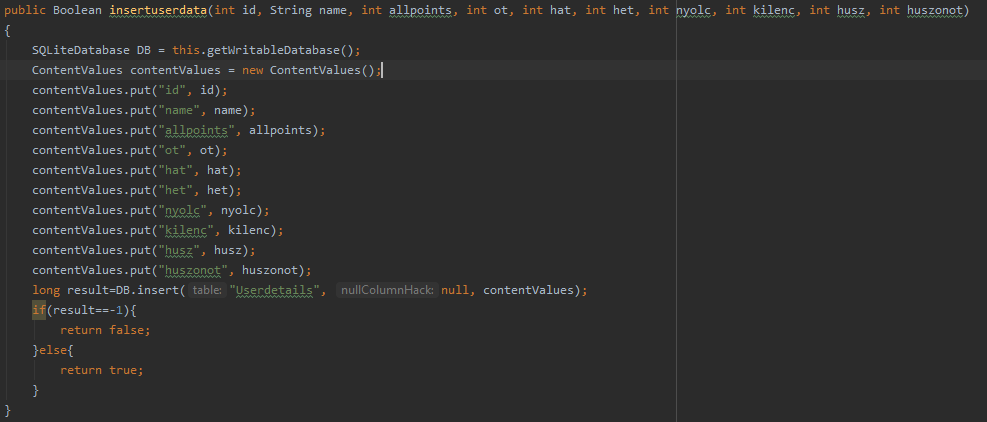 public Boolean insertuserdata(int id, String name, int allpoints, int ot, int hat, int het, int nyolc, int kilenc, int husz, int huszonot)
{
SQLiteDatabase DB = this.getWritableDatabase();
ContentValues contentValues = new ContentValues();
contentValues.put("id", id);
contentValues.put("name", name);
contentValues.put("allpoints", allpoints);
contentValues.put("ot", ot);
contentValues.put("hat", hat);
contentValues.put("het", het);
contentValues.put("nyolc", nyolc);
contentValues.put("kilenc", kilenc);
contentValues.put("husz", husz);
contentValues.put("huszonot", huszonot);
long result=DB.insert( table: "Userdetails", nullColumnHack: null, contentValues);
if(result==-1){
return false;
}else{
return true;
}
}